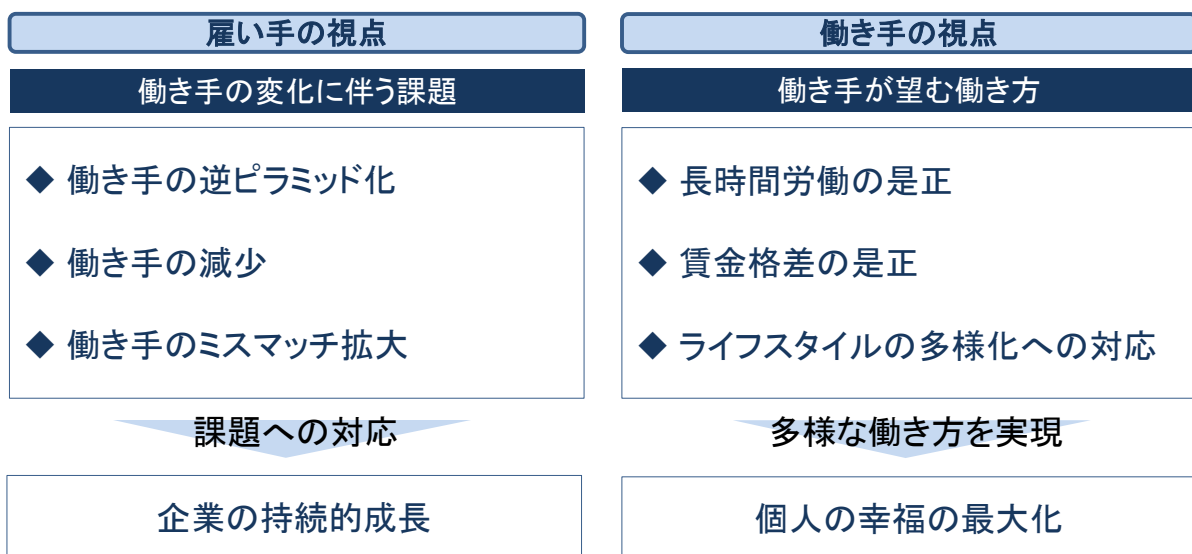 雇い手の視点
働き手の変化に伴う課題
◆ 働き手の逆ピラミッド化
◆ 働き手の減少
◆ 働き手のミスマッチ拡大
課題への対応
企業の持続的成長
働き手の視点
働き手が望む働き方
◆ 長時間労働の是正
◆ 賃金格差の是正
◆ ライフスタイルの多様化への対応
多様な働き方を実現
個人の幸福の最大化